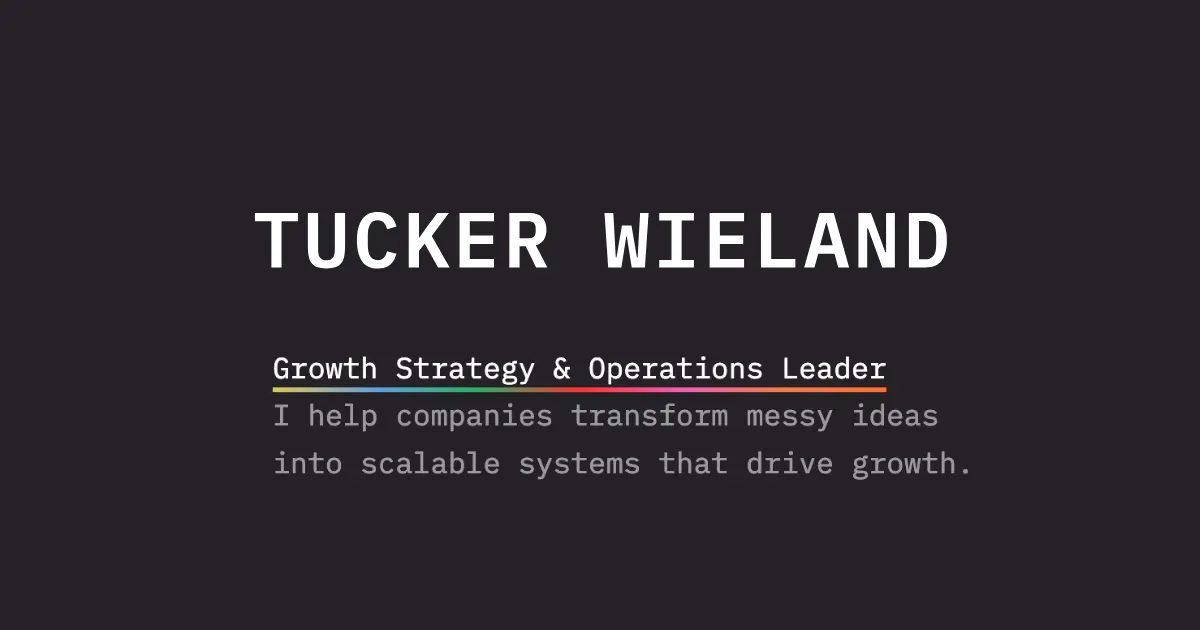 TUCKER WIELAND
Growth Strategy & Operations Leader
I help companies transform messy ideas
into scalable systems that drive growth.